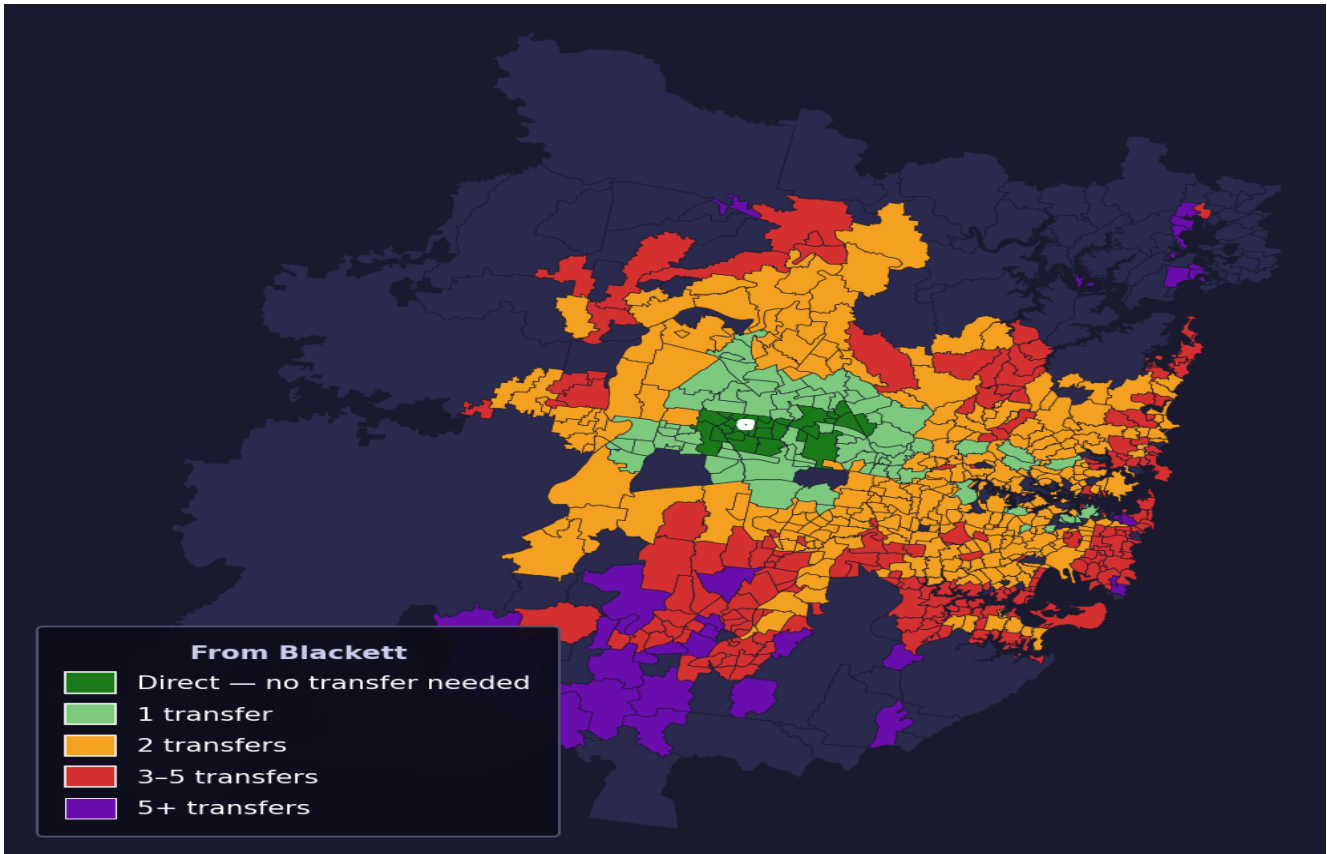 From Blackett
Direct — no transfer needed
1 transfer
2 transfers
3–5 transfers
5+ transfers